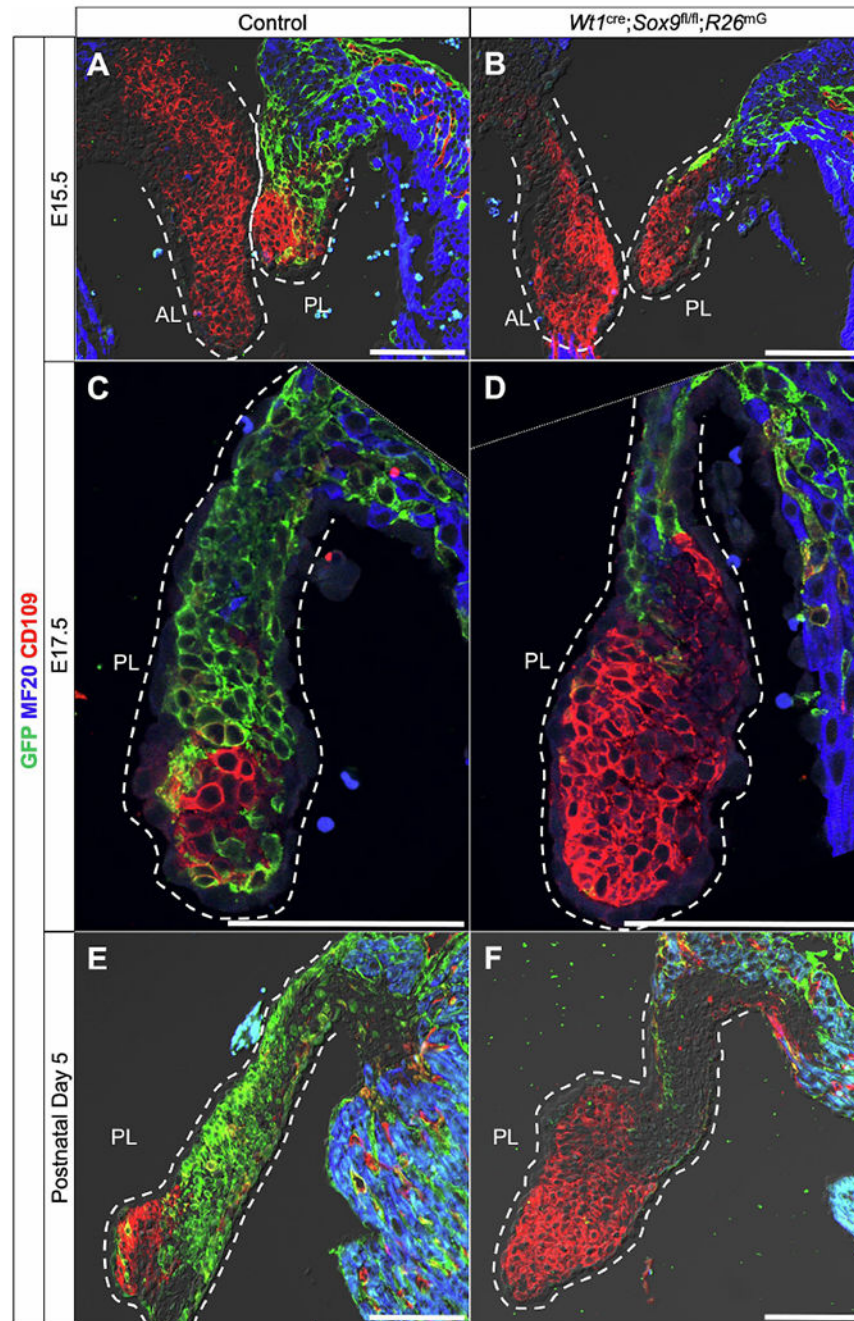 Control
Wt1cre;Sox9fl/fl;R26mG
GFP MF20 CD109
E15.5
A
AL
PL
B
AL
PL
E17.5
C
PL
D
PL
Postnatal Day 5
E
PL
F
PL